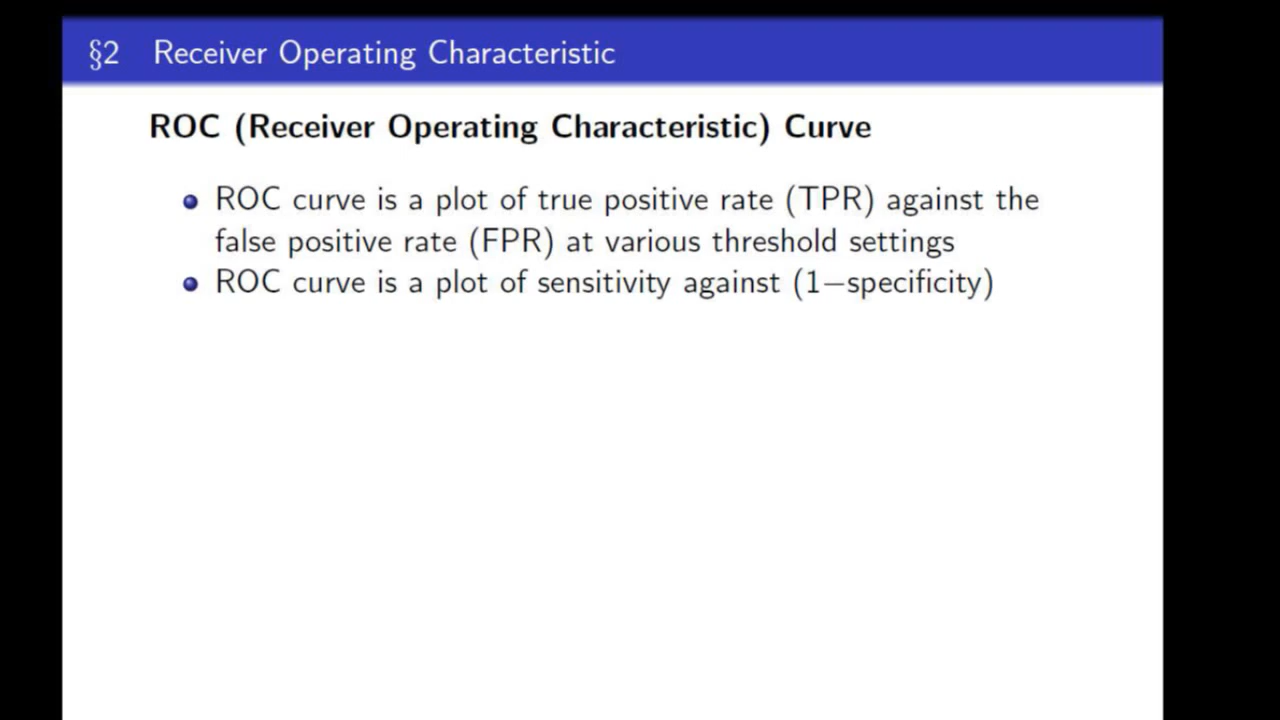 §2 Receiver Operating Characteristic
ROC (Receiver Operating Characteristic) Curve
ROC curve is a plot of true positive rate (TPR) against the
false positive rate (FPR) at various threshold settings
ROC curve is a plot of sensitivity against (1−specificity)